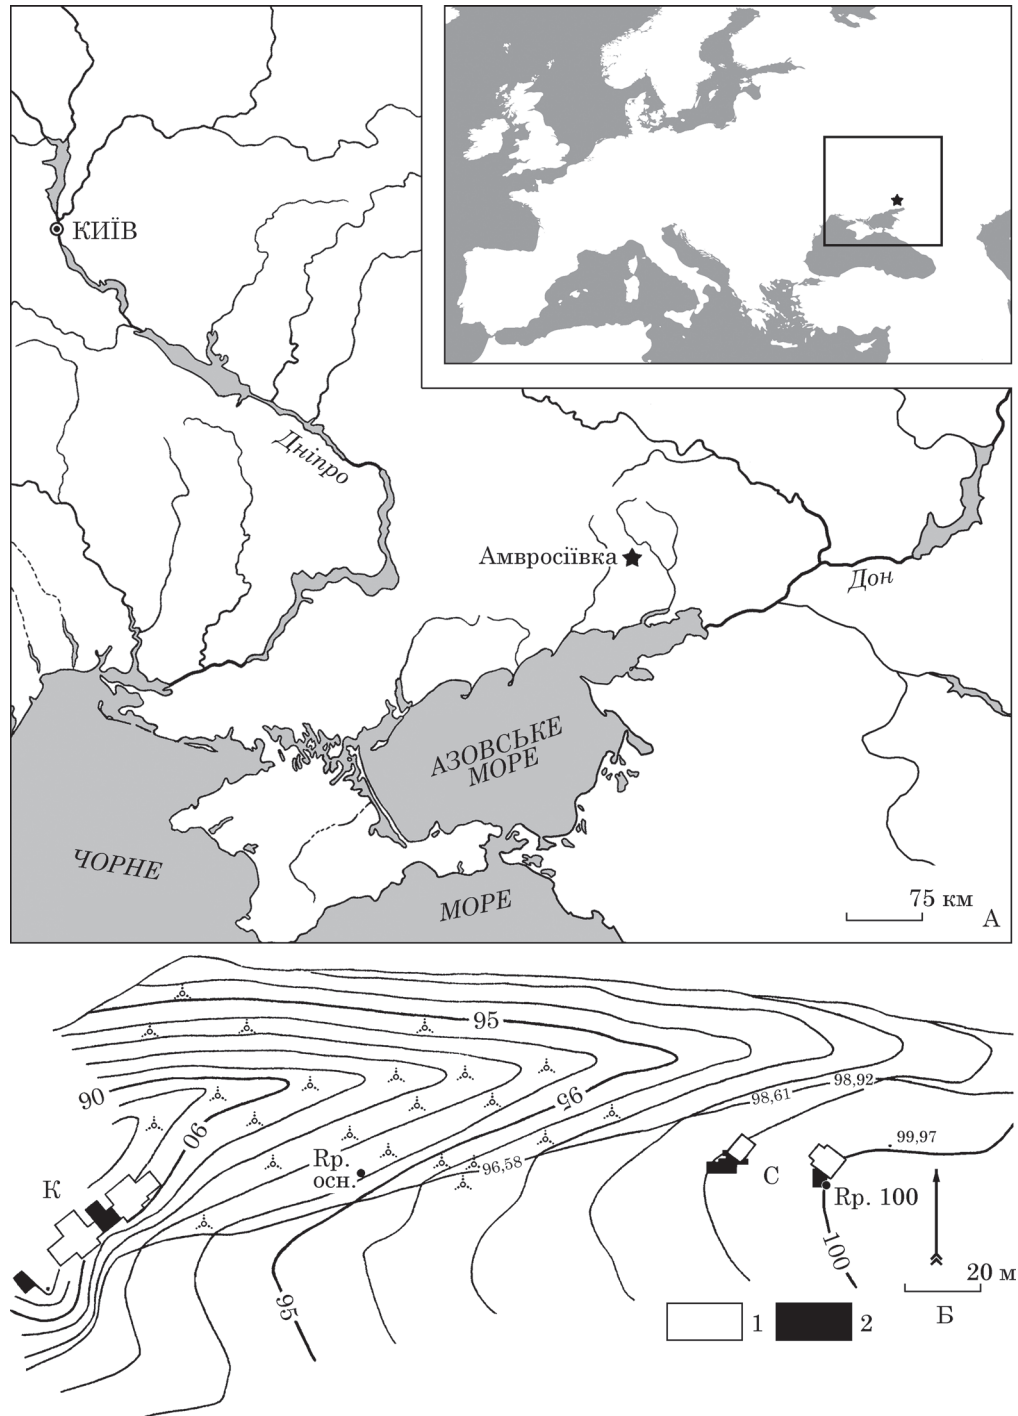 КИЇВ
Дніпро
Амвросіївка
Дон
АЗОВСЬКЕ
МОРЕ
ЧОРНЕ
МОРЕ
75 км
А
95
90
90
95
98,92
98,61
99,97
Rp.
осн.
96,58
К
С
Rp. 100
100
95
20 м
Б
1
2